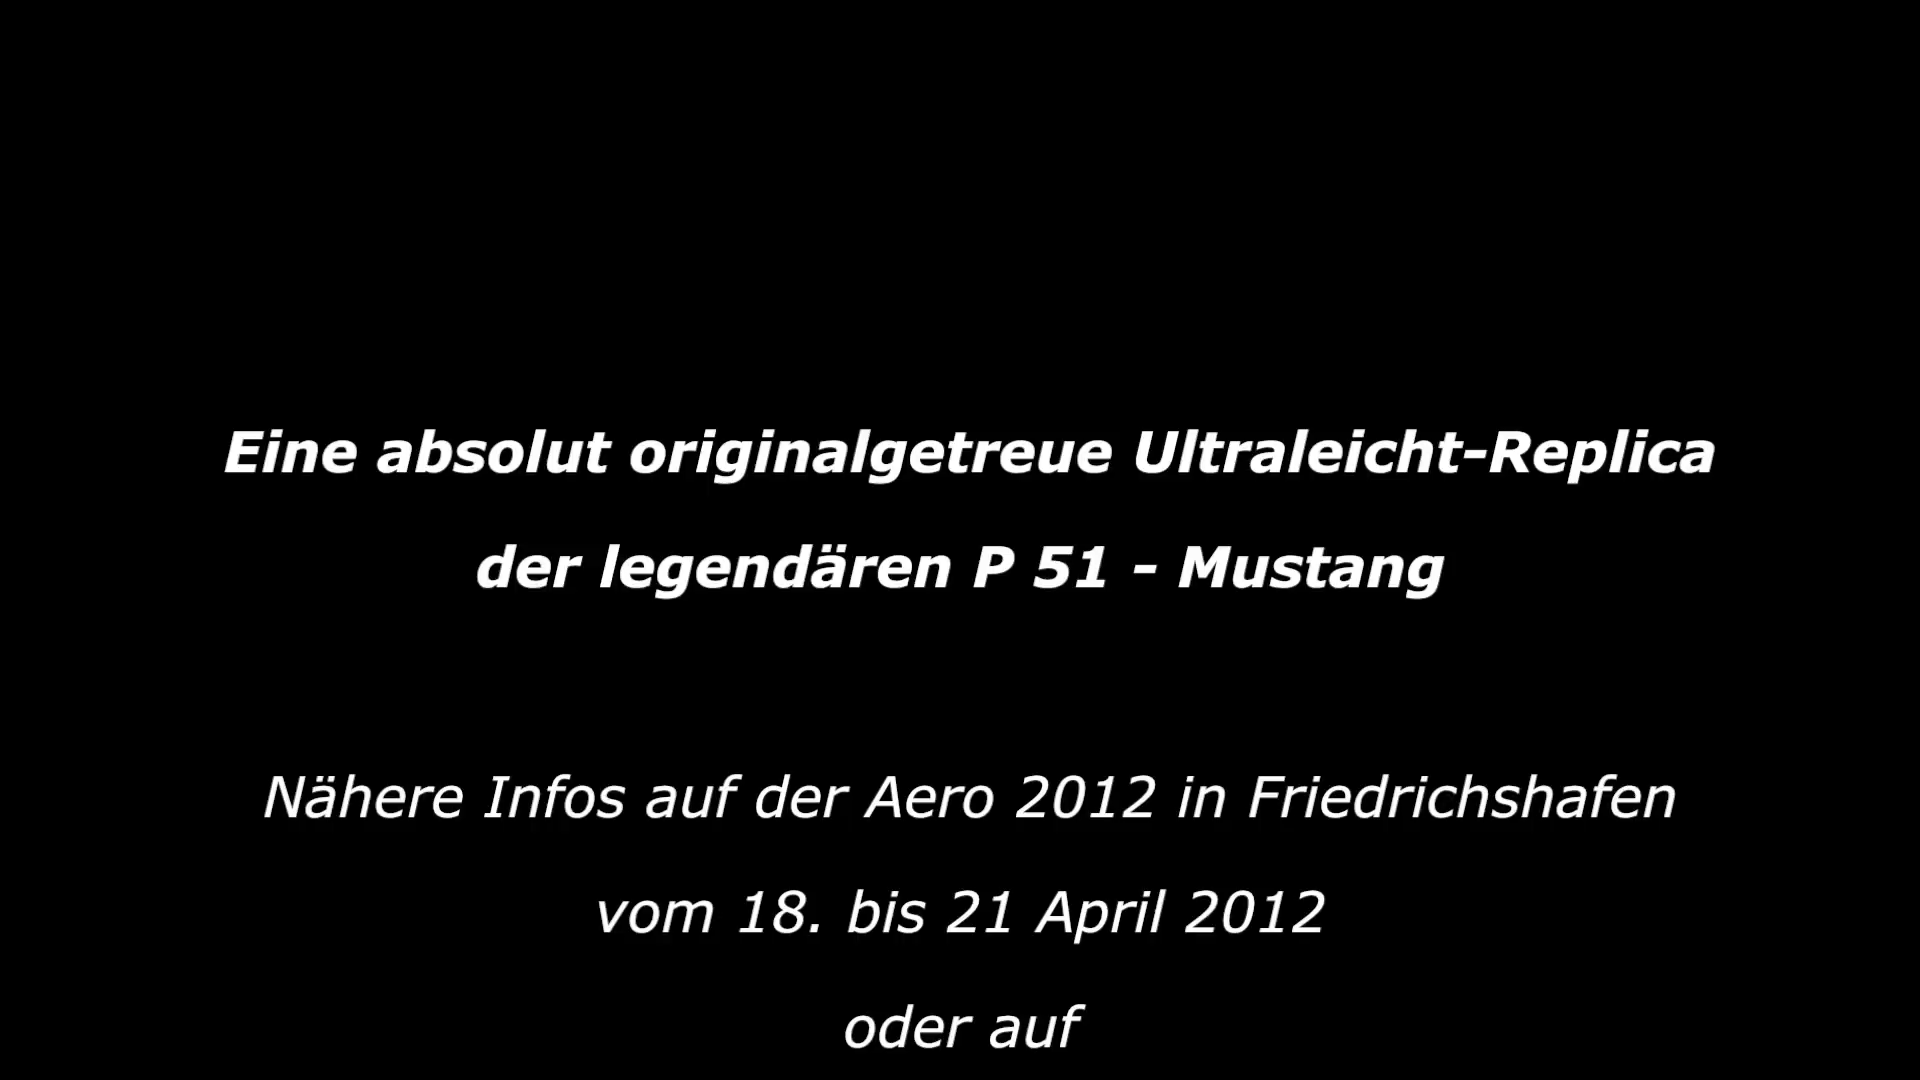 Eine absolut originalgetreue Ultraleicht-Replica
der legendären P 51 - Mustang
Nähere Infos auf der Aero 2012 in Friedrichshafen
vom 18. bis 21 April 2012
oder auf